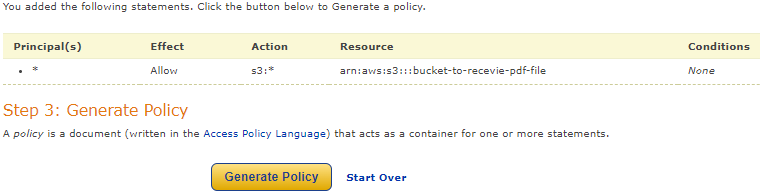 You added the following statements. Click the button below to Generate a policy.
Principal(s) Effect Action Resource Conditions
• * Allow s3:* arn:aws:s3:::bucket-to-recevie-pdf-file None
Step 3: Generate Policy
A policy is a document (written in the Access Policy Language) that acts as a container for one or more statements.
Generate Policy Start Over